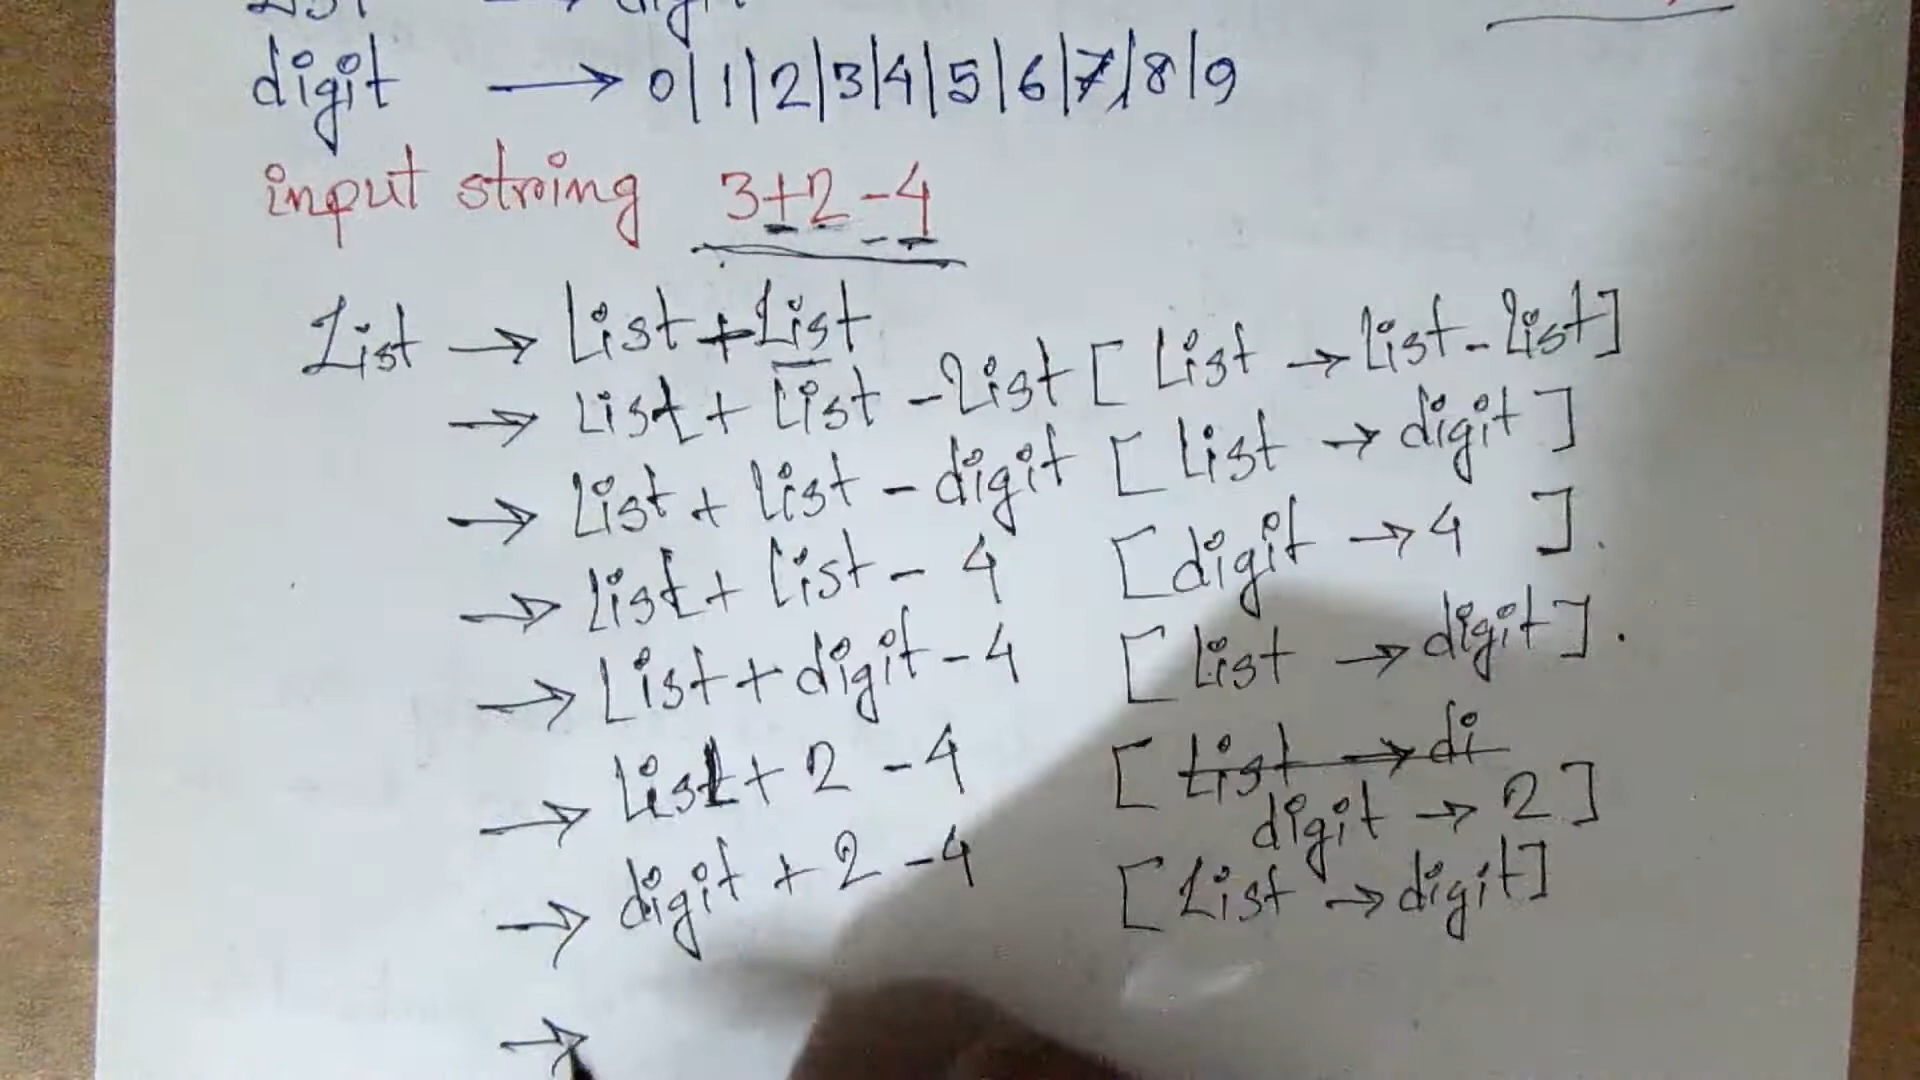 List → digit
digit → 0|1|2|3|4|5|6|7|8|9
input string 3+2-4
List → List + List
→ List + List - List [ List → List - List ]
→ List + List - digit [ List → digit ]
→ List + List - 4 [ digit → 4 ].
→ List + digit - 4 [ List → digit ].
→ List + 2 - 4 [ List → di
digit → 2 ]
→ digit + 2 - 4 [ List → digit ]
→